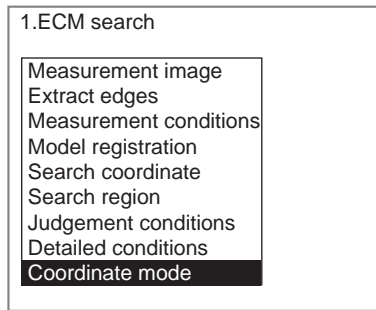 1.ECM search
Measurement image
Extract edges
Measurement conditions
Model registration
Search coordinate
Search region
Judgement conditions
Detailed conditions
Coordinate mode